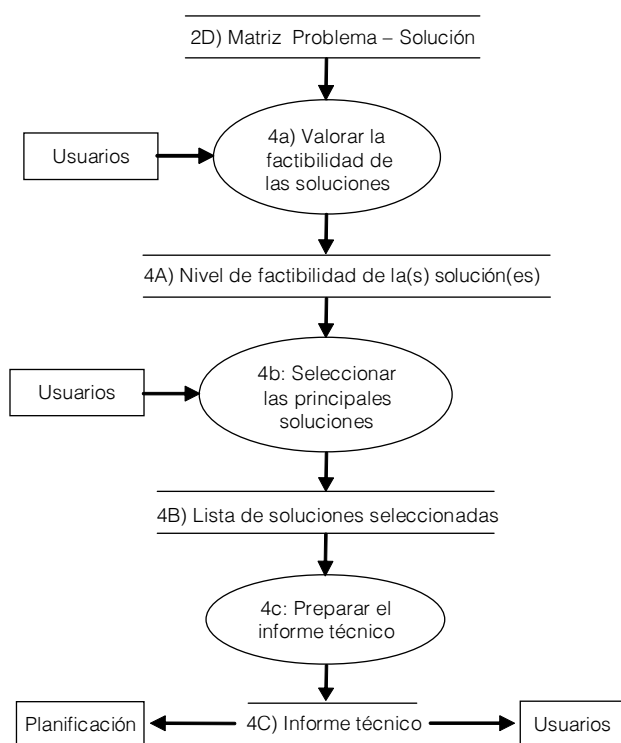 2D) Matriz Problema – Solución
4a) Valorar la
factibilidad de
las soluciones
Usuarios
4A) Nivel de factibilidad de la(s) solución(es)
4b: Seleccionar
las principales
soluciones
Usuarios
4B) Lista de soluciones seleccionadas
4c: Preparar el
informe técnico
Planificación
4C) Informe técnico
Usuarios